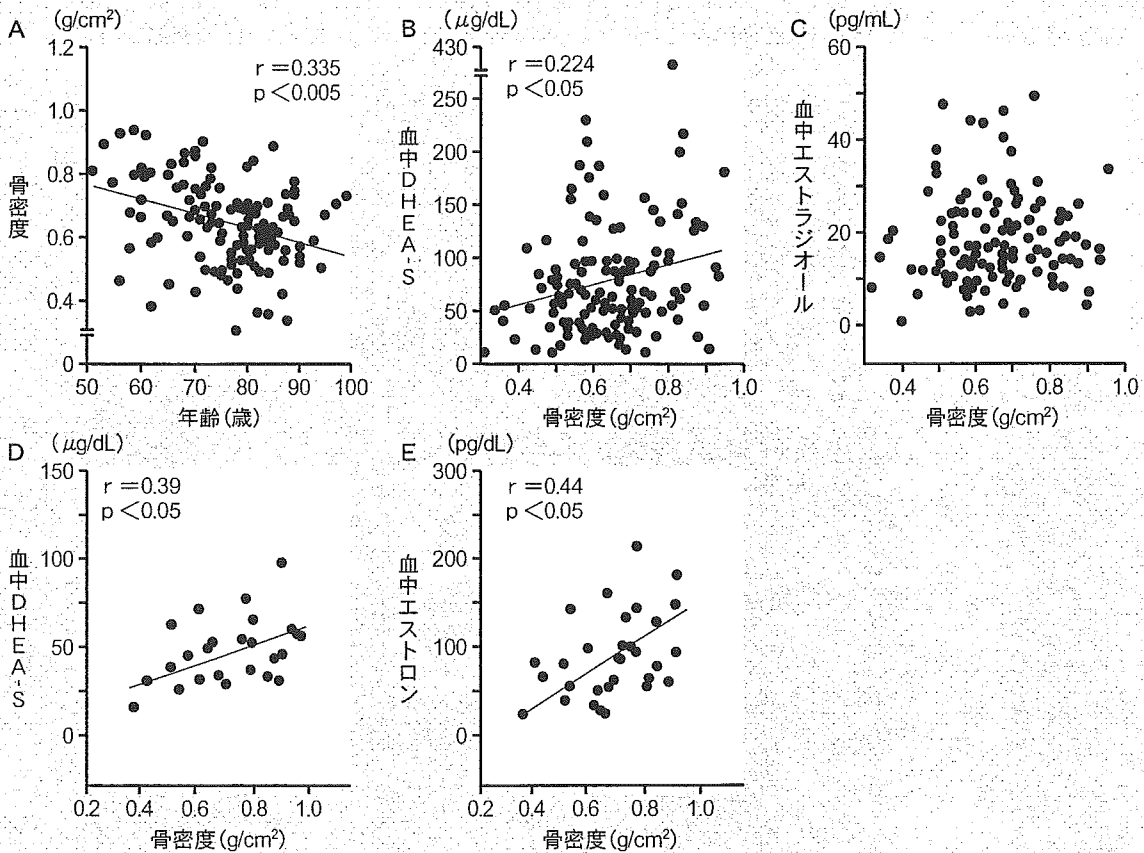 A
(g/cm²)
1.2
1.0
0.8
0.6
0.4
0
r=0.335
p<0.005
骨密度
50 60 70 80 90 100
年齢(歳)
B
(μg/dL)
430
250
200
150
100
50
0
r=0.224
p<0.05
血中DHEA-S
0.4 0.6 0.8 1.0
骨密度(g/cm²)
C
(pg/mL)
60
40
20
0
血中エストラジオール
0.4 0.6 0.8 1.0
骨密度(g/cm²)
D
(μg/dL)
150
100
50
0
r=0.39
p<0.05
血中DHEA-S
0.2 0.4 0.6 0.8 1.0
骨密度(g/cm²)
E
(pg/dL)
300
200
100
0
r=0.44
p<0.05
血中エストロン
0.2 0.4 0.6 0.8 1.0
骨密度(g/cm²)